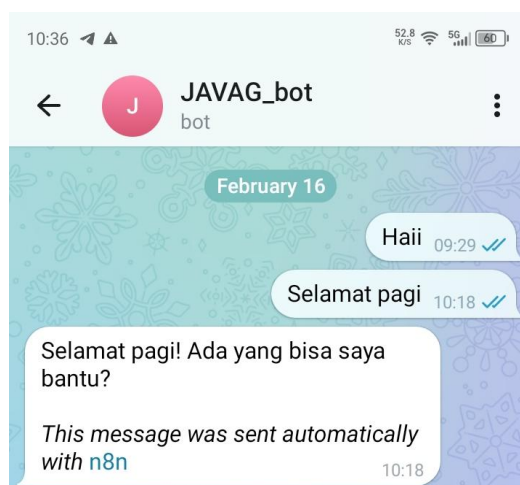 10:36
52.8 K/S 5G 60
J
JAVAG_bot
bot
February 16
Haii 09:29
Selamat pagi 10:18
Selamat pagi! Ada yang bisa saya
bantu?
This message was sent automatically
with n8n
10:18